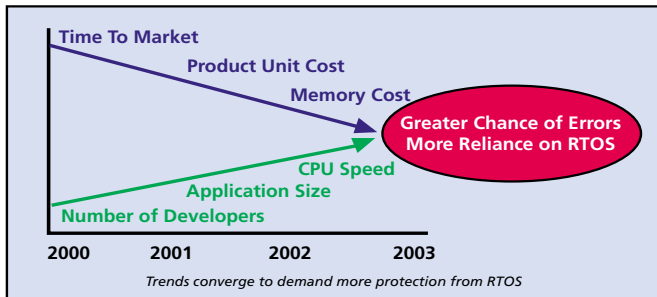 Time To Market
Product Unit Cost
Memory Cost
Greater Chance of Errors
More Reliance on RTOS
CPU Speed
Application Size
Number of Developers
2000 2001 2002 2003
Trends converge to demand more protection from RTOS